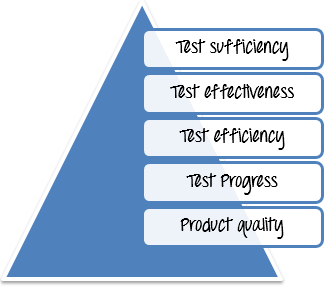 Test sufficiency
Test effectiveness
Test efficiency
Test Progress
Product quality